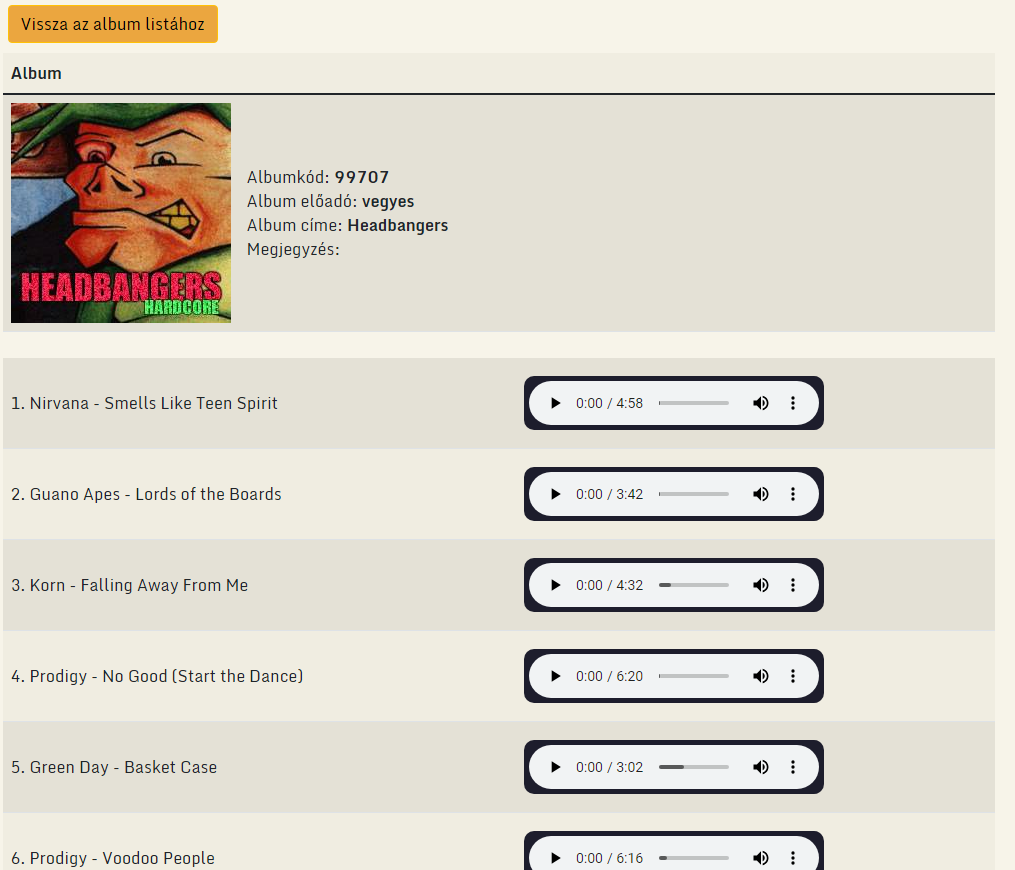 Vissza az album listához
Album
HEADBANGERS
HARDCORE
Albumkód: 99707
Album előadó: vegyes
Album címe: Headbangers
Megjegyzés:
1. Nirvana - Smells Like Teen Spirit
0:00 / 4:58
2. Guano Apes - Lords of the Boards
0:00 / 3:42
3. Korn - Falling Away From Me
0:00 / 4:32
4. Prodigy - No Good (Start the Dance)
0:00 / 6:20
5. Green Day - Basket Case
0:00 / 3:02
6. Prodigy - Voodoo People
0:00 / 6:16